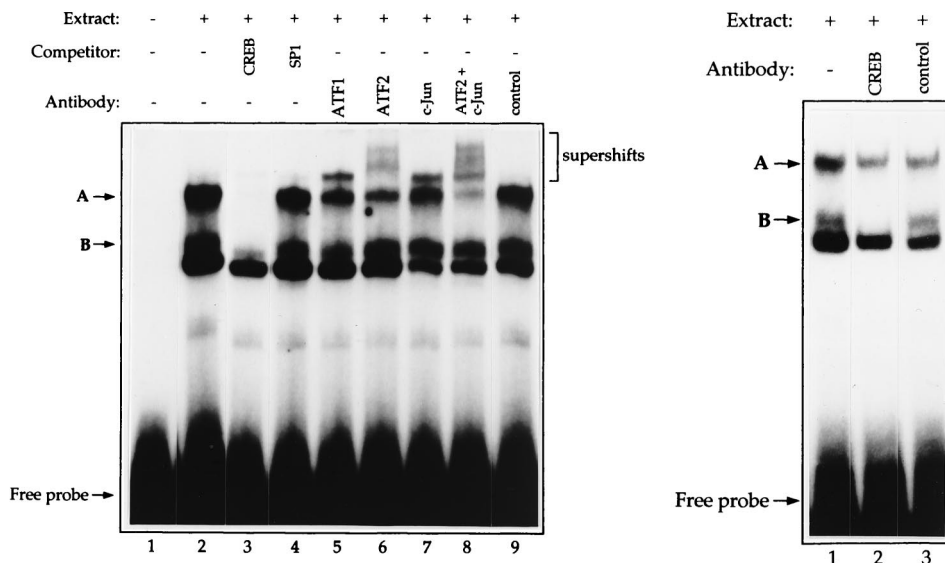 Extract: - + + + + + + + +
Competitor: - - CREB SP1 - - - - -
Antibody: - - - - ATF1 ATF2 c-Jun ATF2 + c-Jun control
supershifts
A
B
Free probe
1 2 3 4 5 6 7 8 9
Extract: + + +
Antibody: - CREB control
A
B
Free probe
1 2 3